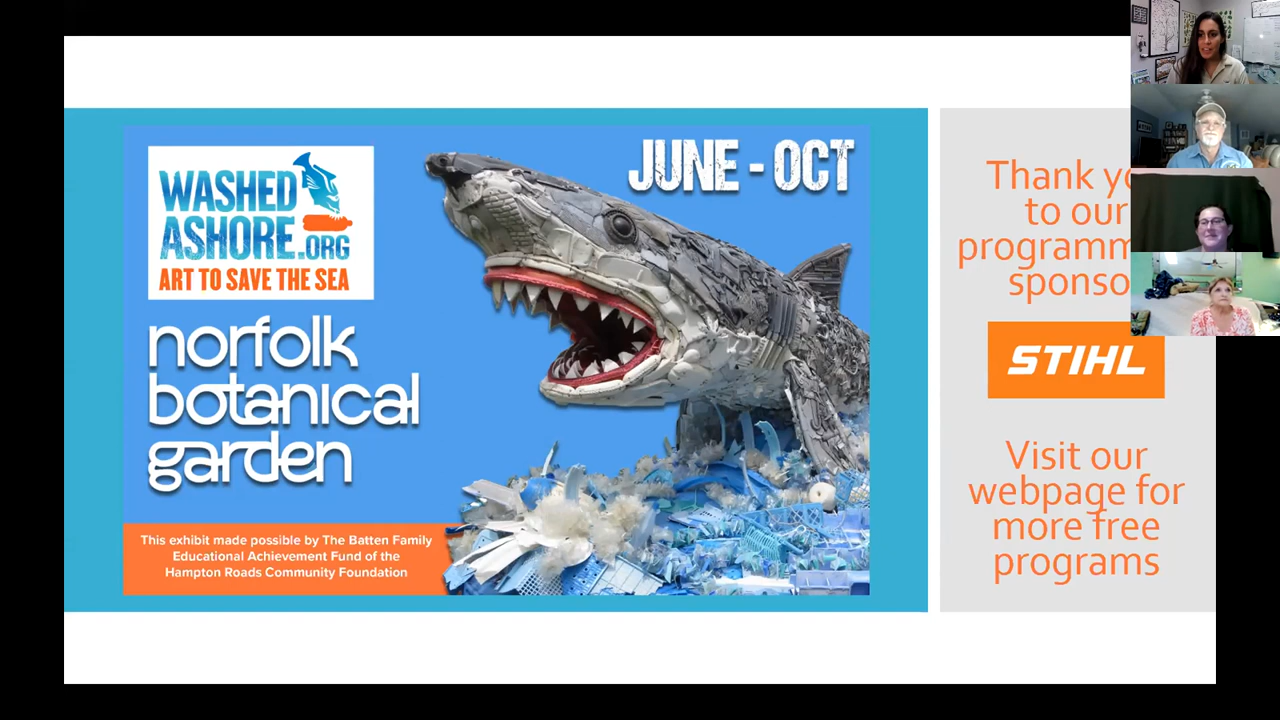 WASHED
ASHORE.ORG
ART TO SAVE THE SEA
norfolk
botanical
garden
This exhibit made possible by The Batten Family
Educational Achievement Fund of the
Hampton Roads Community Foundation
JUNE - OCT
Thank
to our
sponso
STIHL
Visit our
webpage for
more free
programs